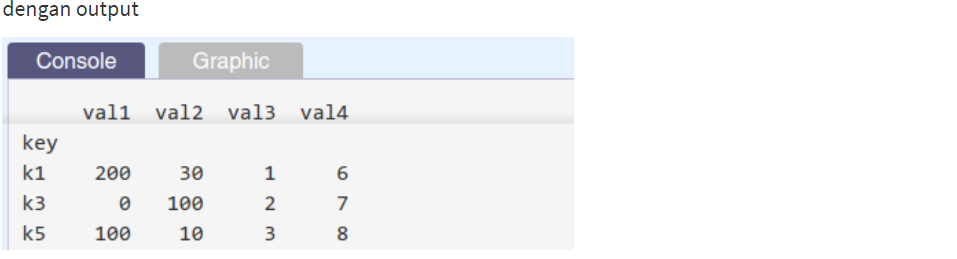 dengan output
Console Graphic
val1 val2 val3 val4
key
k1 200 30 1 6
k3 0 100 2 7
k5 100 10 3 8